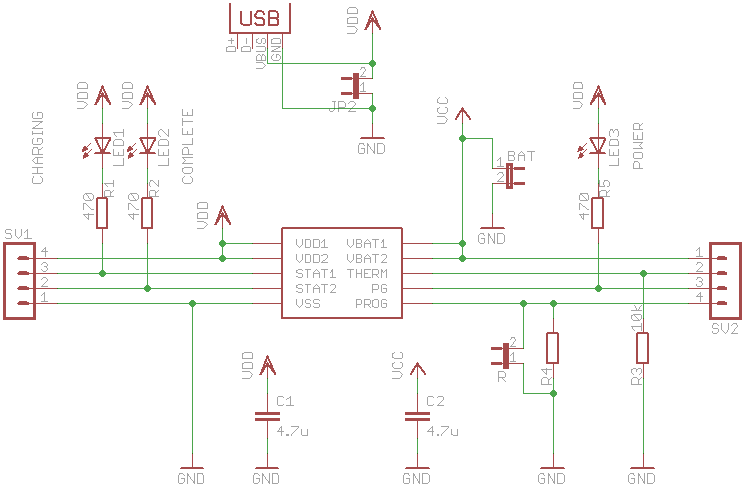 USB
D+
D-
VBUS
GND
VDD
2
1
JP2
GND
CHARGING
VDD
LED1
VDD
LED2
COMPLETE
470
R1
470
R2
VCC
1
2
BAT
GND
VDD
LED3
POWER
470
R5
SV1
4
3
2
1
VDD
VDD1 VBAT1
VDD2 VBAT2
STAT1 THERM
STAT2 PG
VSS PROG
1
2
3
4
SV2
VDD
C1
4.7u
VCC
C2
4.7u
2
1
R
R4
10k
R3
GND
GND
GND
GND
GND